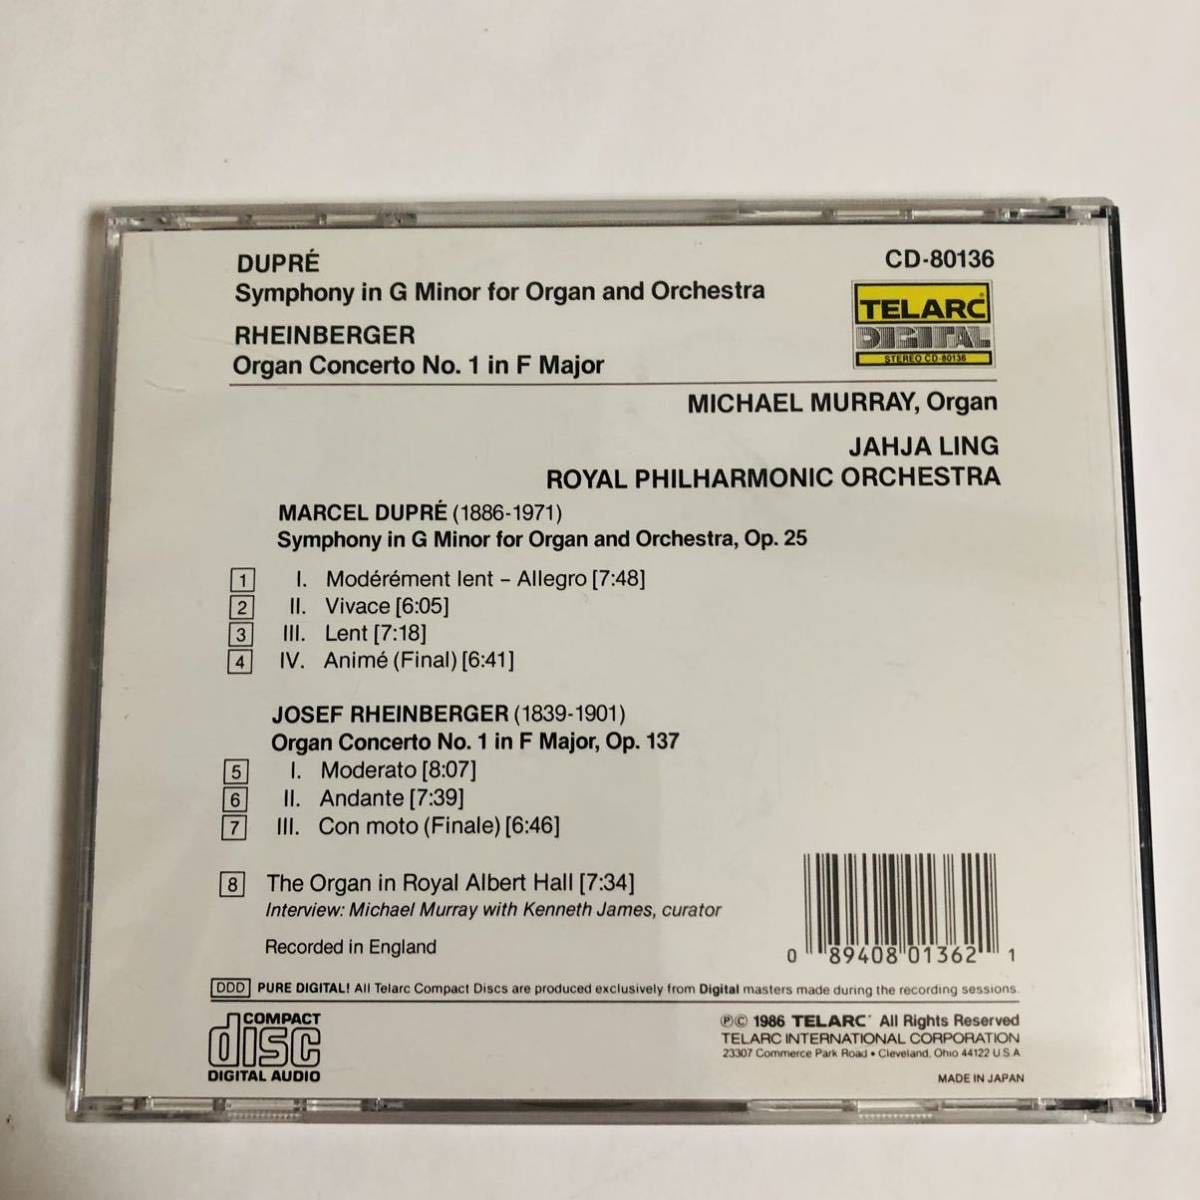 DUPRÉ
Symphony in G Minor for Organ and Orchestra
RHEINBERGER
Organ Concerto No. 1 in F Major
CD-80136
TELARC®
DIGITAL
STEREO CD-80136
MICHAEL MURRAY, Organ
JAHJA LING
ROYAL PHILHARMONIC ORCHESTRA
MARCEL DUPRÉ (1886-1971)
Symphony in G Minor for Organ and Orchestra, Op. 25
1 I. Modérément lent – Allegro [7:48]
2 II. Vivace [6:05]
3 III. Lent [7:18]
4 IV. Animé (Final) [6:41]
JOSEF RHEINBERGER (1839-1901)
Organ Concerto No. 1 in F Major, Op. 137
5 I. Moderato [8:07]
6 II. Andante [7:39]
7 III. Con moto (Finale) [6:46]
8 The Organ in Royal Albert Hall [7:34]
Interview: Michael Murray with Kenneth James, curator
Recorded in England
0 89408 01362 1
DDD PURE DIGITAL! All Telarc Compact Discs are produced exclusively from Digital masters made during the recording sessions.
COMPACT
disc
DIGITAL AUDIO
℗© 1986 TELARC® All Rights Reserved
TELARC INTERNATIONAL CORPORATION
23307 Commerce Park Road • Cleveland, Ohio 44122 U.S.A
MADE IN JAPAN